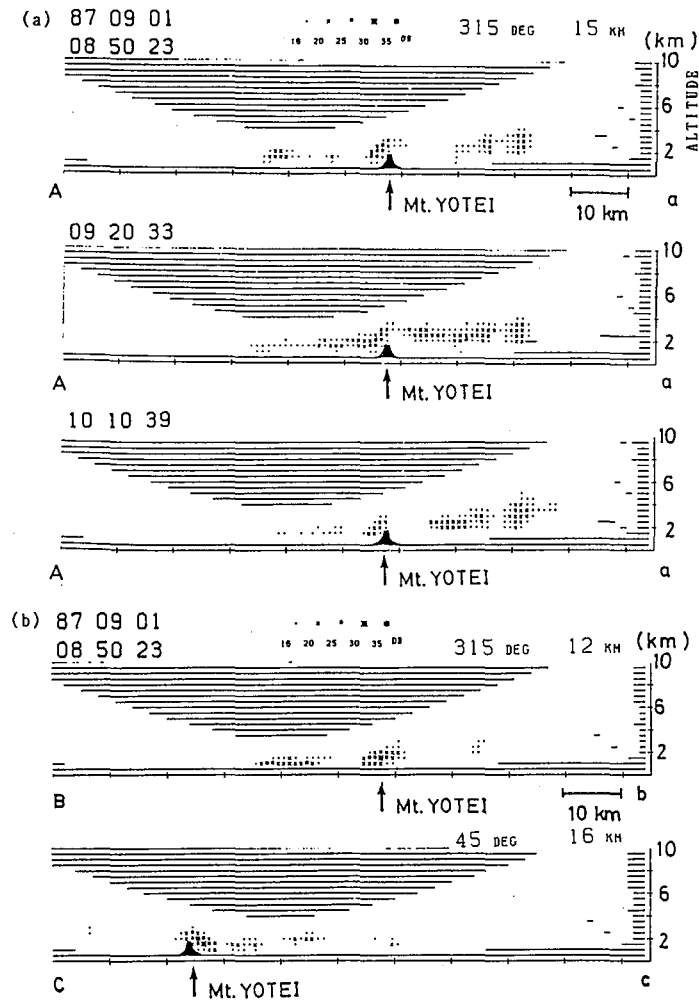 (a) 87 09 01
08 50 23
16 20 25 30 35 DB
315 DEG 15 KM
(km)
10
6
2
ALTITUDE
A
a
Mt. YOTEI
10 km
09 20 33
10
6
2
A
a
Mt. YOTEI
10 10 39
10
6
2
A
a
Mt. YOTEI
(b) 87 09 01
08 50 23
16 20 25 30 35 DB
315 DEG 12 KM
(km)
10
6
2
B
b
Mt. YOTEI
10 km
45 DEG 16 KM
10
6
2
C
c
Mt. YOTEI